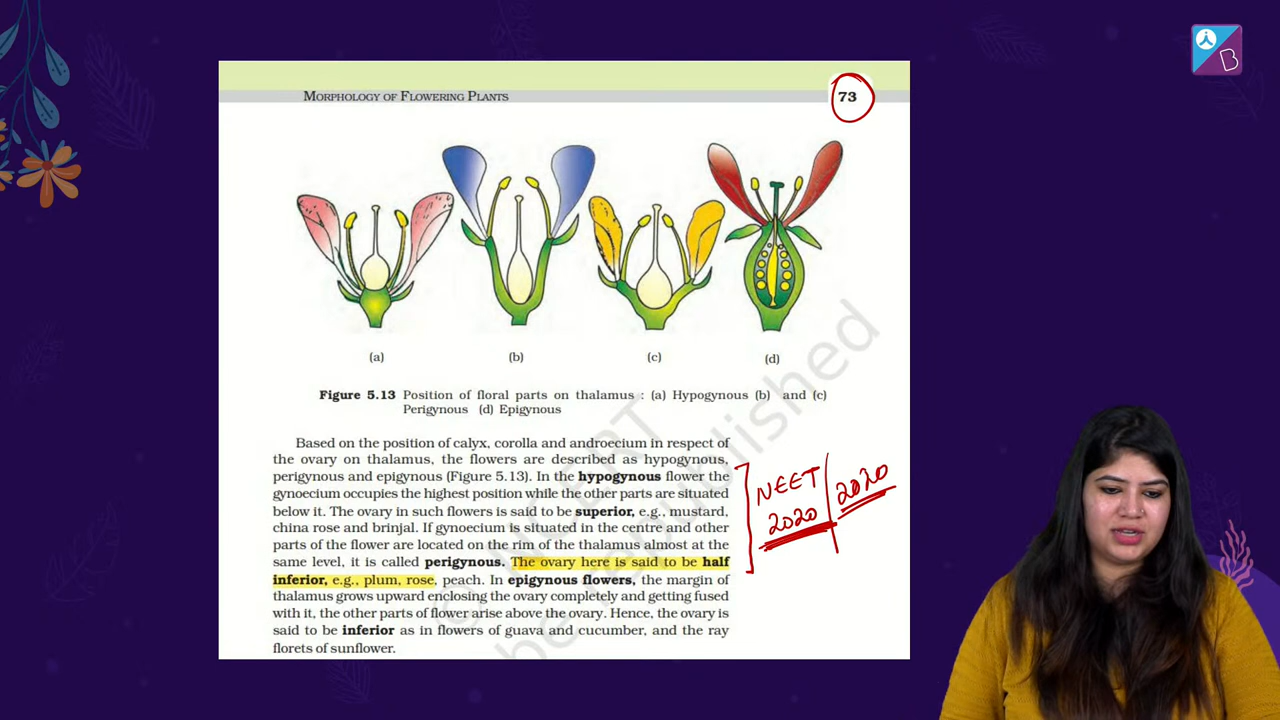 MORPHOLOGY OF FLOWERING PLANTS
73
(a)
(b)
(c)
(d)
Figure 5.13 Position of floral parts on thalamus : (a) Hypogynous (b) and (c)
Perigynous (d) Epigynous
Based on the position of calyx, corolla and androecium in respect of
the ovary on thalamus, the flowers are described as hypogynous,
perigynous and epigynous (Figure 5.13). In the hypogynous flower the
gynoecium occupies the highest position while the other parts are situated
below it. The ovary in such flowers is said to be superior, e.g., mustard,
china rose and brinjal. If gynoecium is situated in the centre and other
parts of the flower are located on the rim of the thalamus almost at the
same level, it is called perigynous. The ovary here is said to be half
inferior, e.g., plum, rose, peach. In epigynous flowers, the margin of
thalamus grows upward enclosing the ovary completely and getting fused
with it, the other parts of flower arise above the ovary. Hence, the ovary is
said to be inferior as in flowers of guava and cucumber, and the ray
florets of sunflower.
NEET
2020
2020
© NCERT
be republished
B